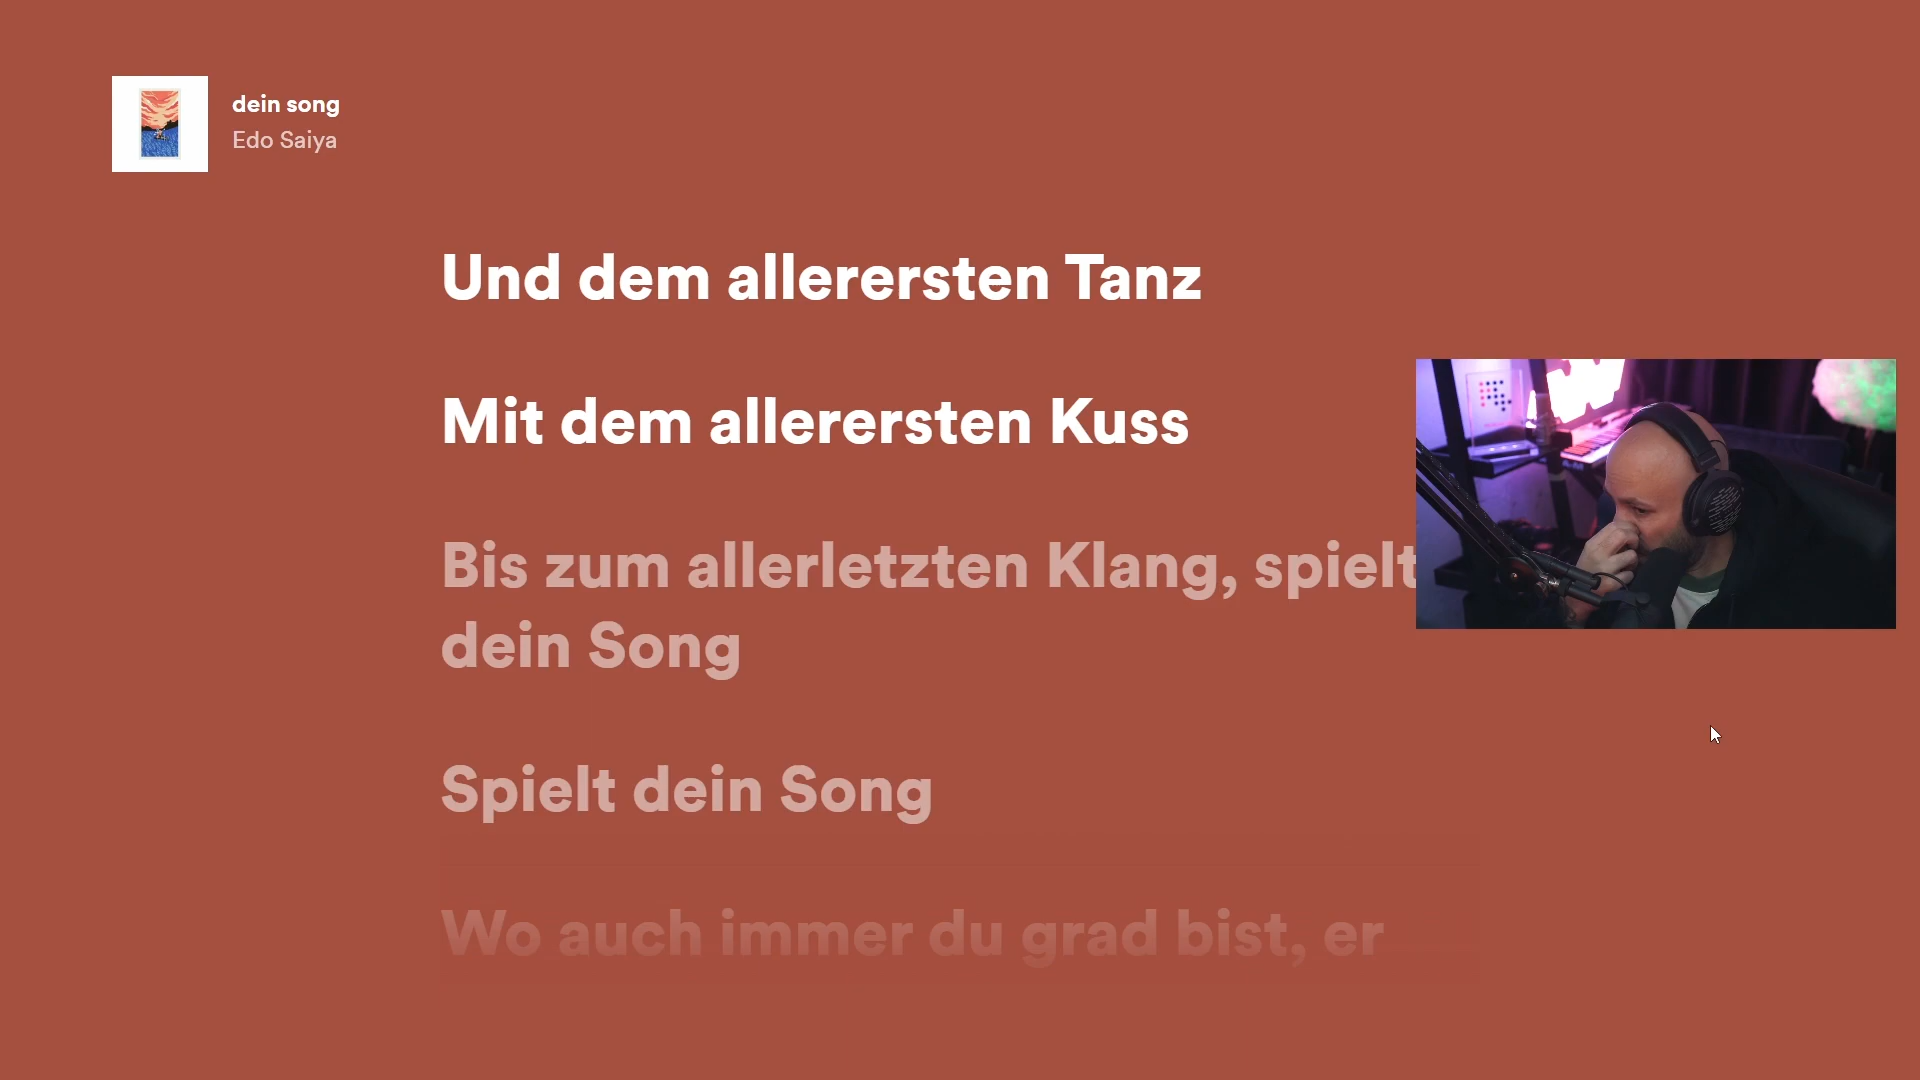 dein song
Edo Saiya
Und dem allerersten Tanz
Mit dem allerersten Kuss
Bis zum allerletzten Klang, spielt
dein Song
Spielt dein Song
Wo auch immer du grad bist, er